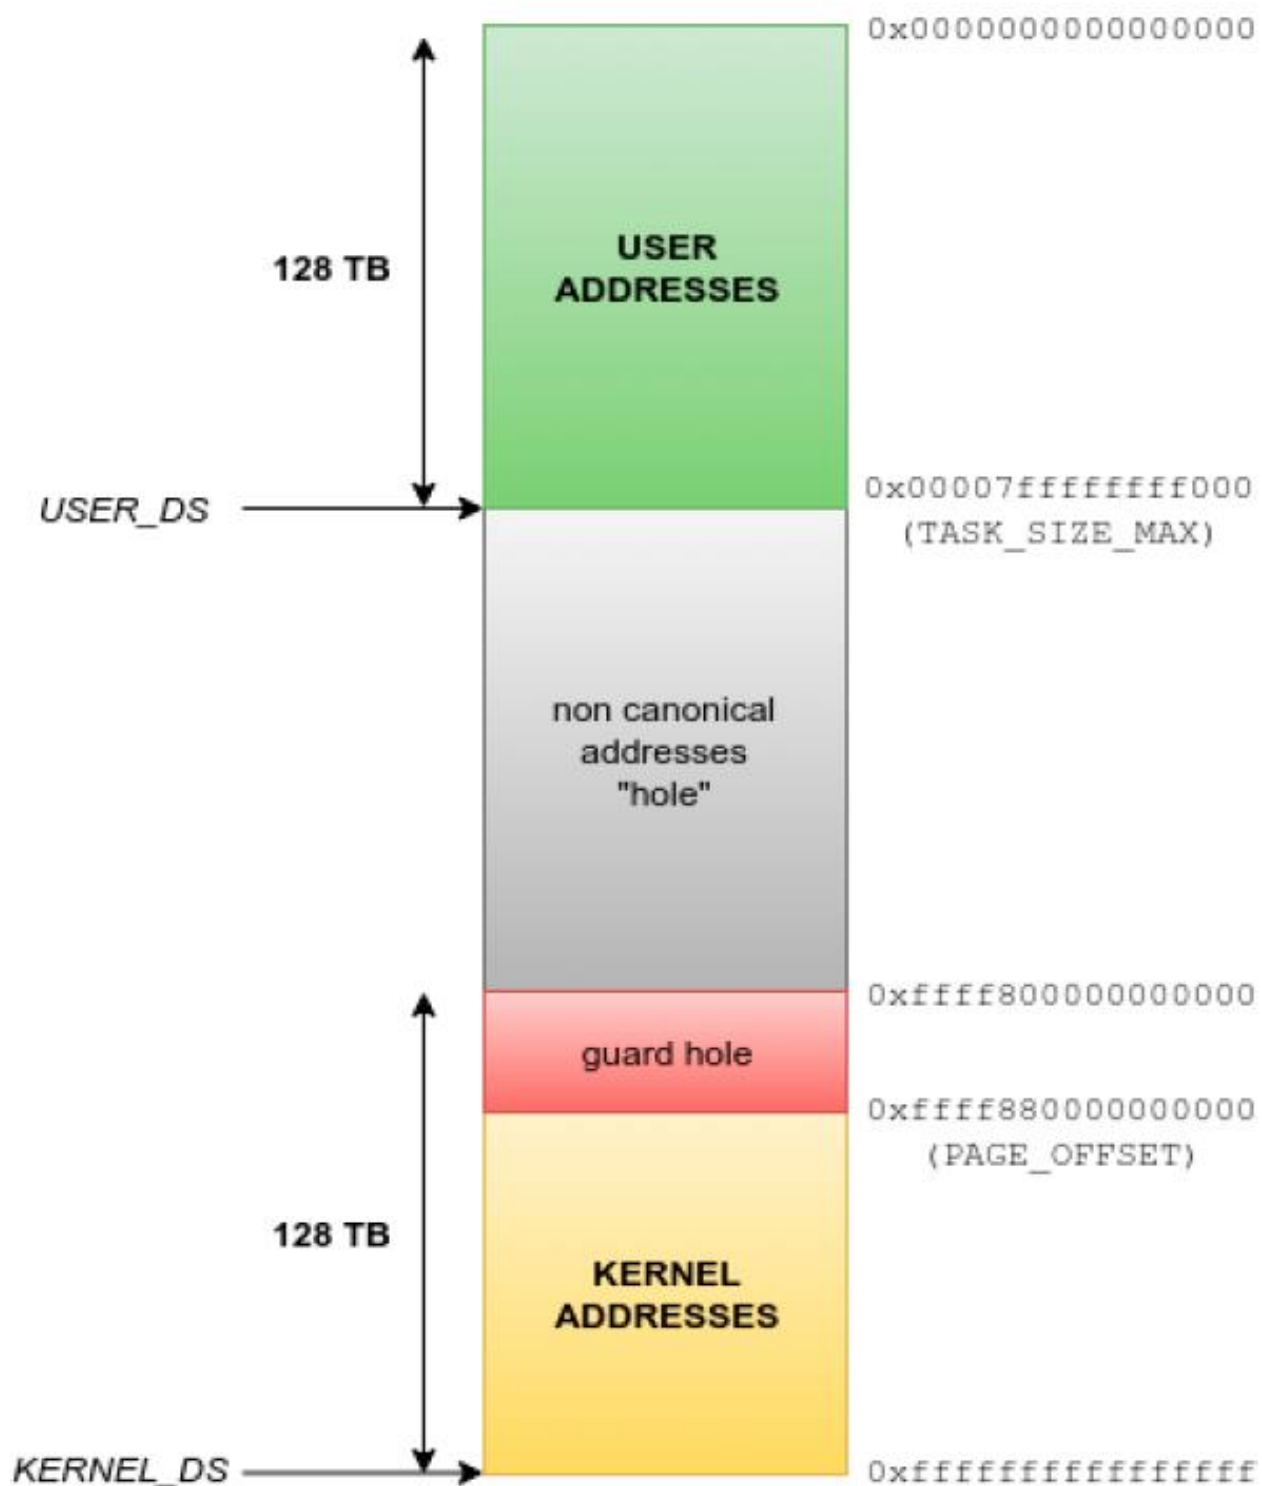 0x0000000000000000
USER
ADDRESSES
128 TB
USER_DS
0x00007ffffffff000
(TASK_SIZE_MAX)
non canonical
addresses
"hole"
0xffff800000000000
guard hole
0xffff880000000000
(PAGE_OFFSET)
128 TB
KERNEL
ADDRESSES
KERNEL_DS
0xffffffffffffffff